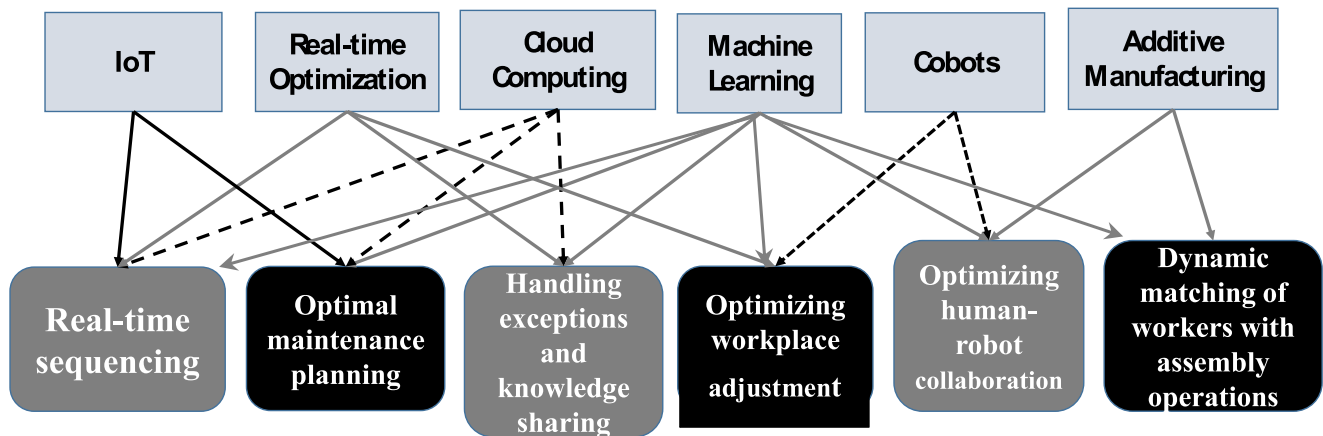 IoT
Real-time
Optimization
Cloud
Computing
Machine
Learning
Cobots
Additive
Manufacturing
Real-time
sequencing
Optimal
maintenance
planning
Handling
exceptions
and
knowledge
sharing
Optimizing
workplace
adjustment
Optimizing
human-
robot
collaboration
Dynamic
matching of
workers with
assembly
operations